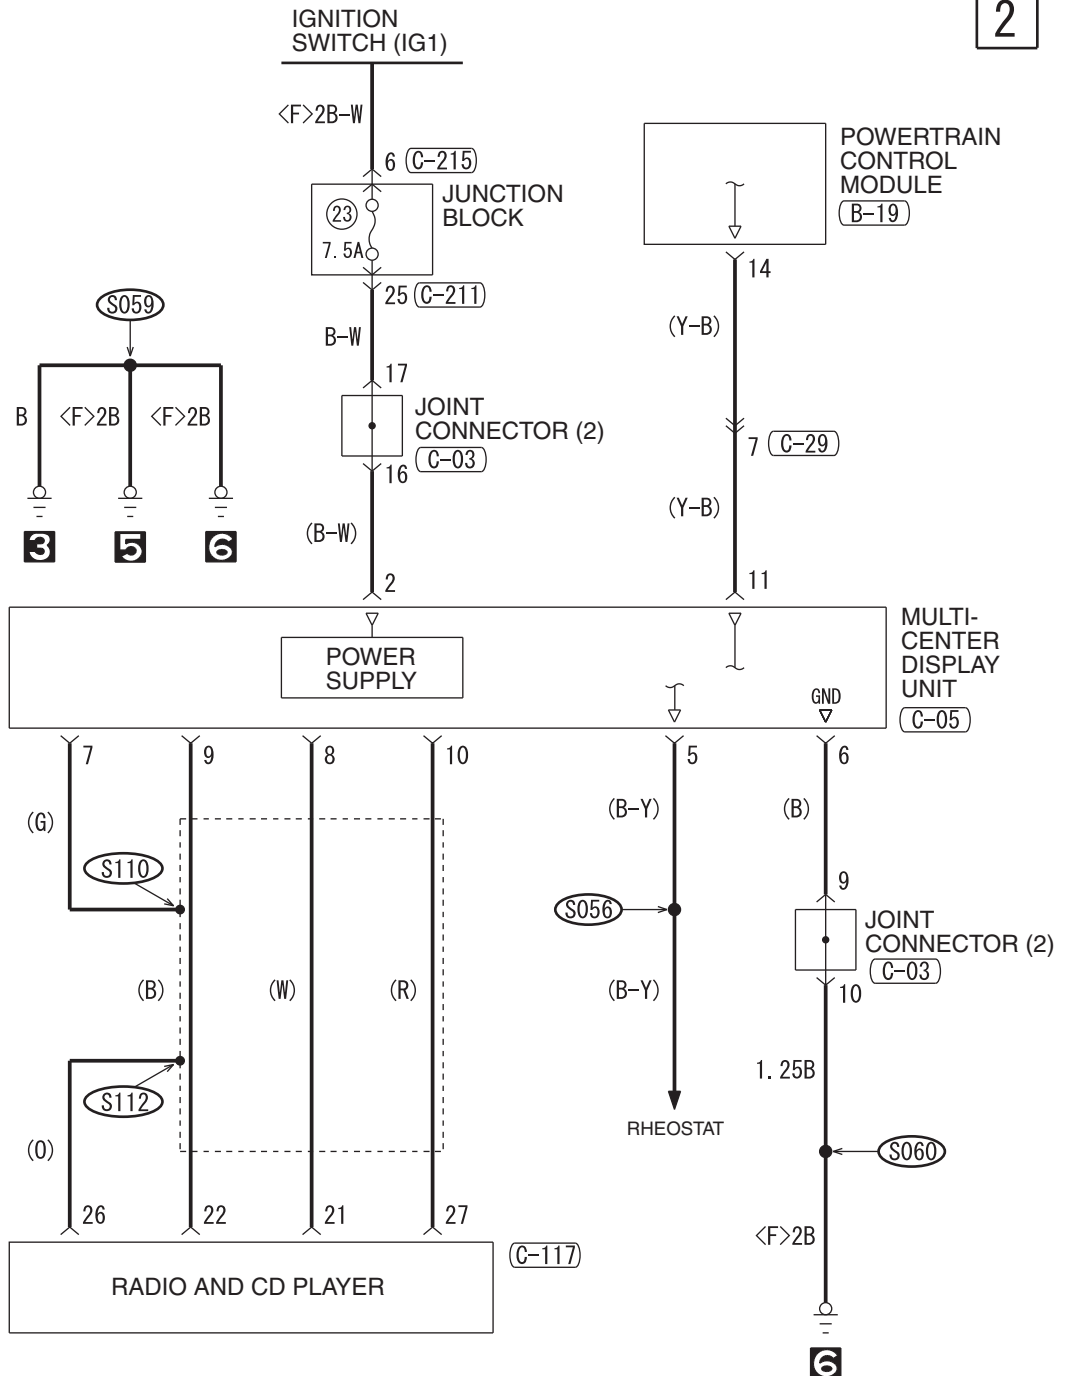 2
IGNITION
SWITCH (IG1)
<F>2B-W
6 C-215
JUNCTION
BLOCK
23
7.5A
25 C-211
B-W
17
JOINT
CONNECTOR (2)
C-03
16
(B-W)
2
POWERTRAIN
CONTROL
MODULE
B-19
14
(Y-B)
7 C-29
(Y-B)
11
S059
B <F>2B <F>2B
3 5 6
POWER
SUPPLY
GND
MULTI-
CENTER
DISPLAY
UNIT
C-05
7 9 8 10 5 6
(G)
S110
(B) (W) (R)
S112
(O)
26 22 21 27
RADIO AND CD PLAYER
C-117
(B-Y)
S056
(B-Y)
RHEOSTAT
(B)
9
JOINT
CONNECTOR (2)
C-03
10
1.25B
S060
<F>2B
6